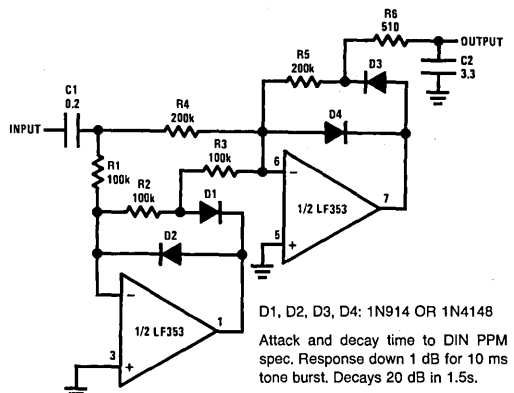 R6
510
OUTPUT
R5
200k
D3
C2
3.3
C1
0.2
R4
200k
D4
INPUT
R3
100k
R1
100k
R2
100k
D1
6
−
7
1/2 LF353
5
+
D2
−
1
1/2 LF353
3
+
D1, D2, D3, D4: 1N914 OR 1N4148
Attack and decay time to DIN PPM
spec. Response down 1 dB for 10 ms
tone burst. Decays 20 dB in 1.5s.